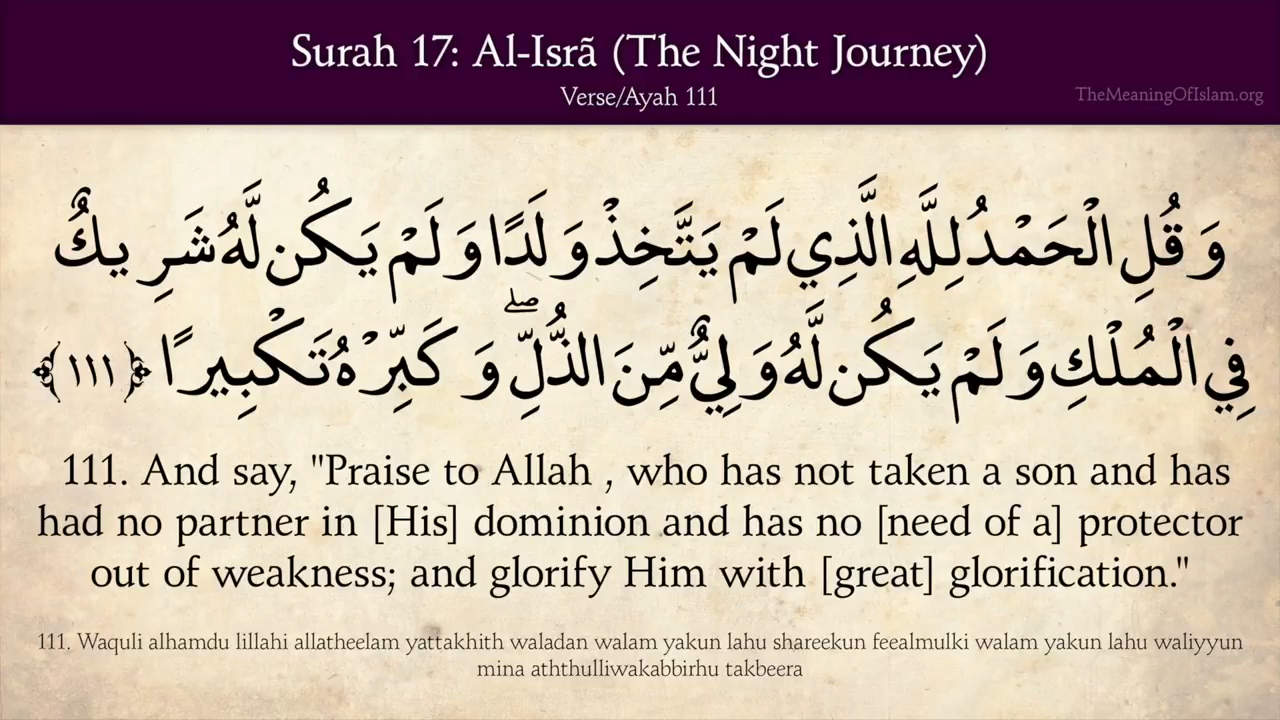 Surah 17: Al-Isrã (The Night Journey)
Verse/Ayah 111
TheMeaningOfIslam.org
وَقُلِ الْحَمْدُ لِلَّهِ الَّذِي لَمْ يَتَّخِذْ وَلَدًا وَلَمْ يَكُن لَّهُ شَرِيكٌ
فِي الْمُلْكِ وَلَمْ يَكُن لَّهُ وَلِيٌّ مِّنَ الذُّلِّ ۖ وَكَبِّرْهُ تَكْبِيرًا ﴿١١١﴾
111. And say, "Praise to Allah , who has not taken a son and has
had no partner in [His] dominion and has no [need of a] protector
out of weakness; and glorify Him with [great] glorification."
111. Waquli alhamdu lillahi allatheelam yattakhith waladan walam yakun lahu shareekun feealmulki walam yakun lahu waliyyun
mina aththulliwakabbirhu takbeera